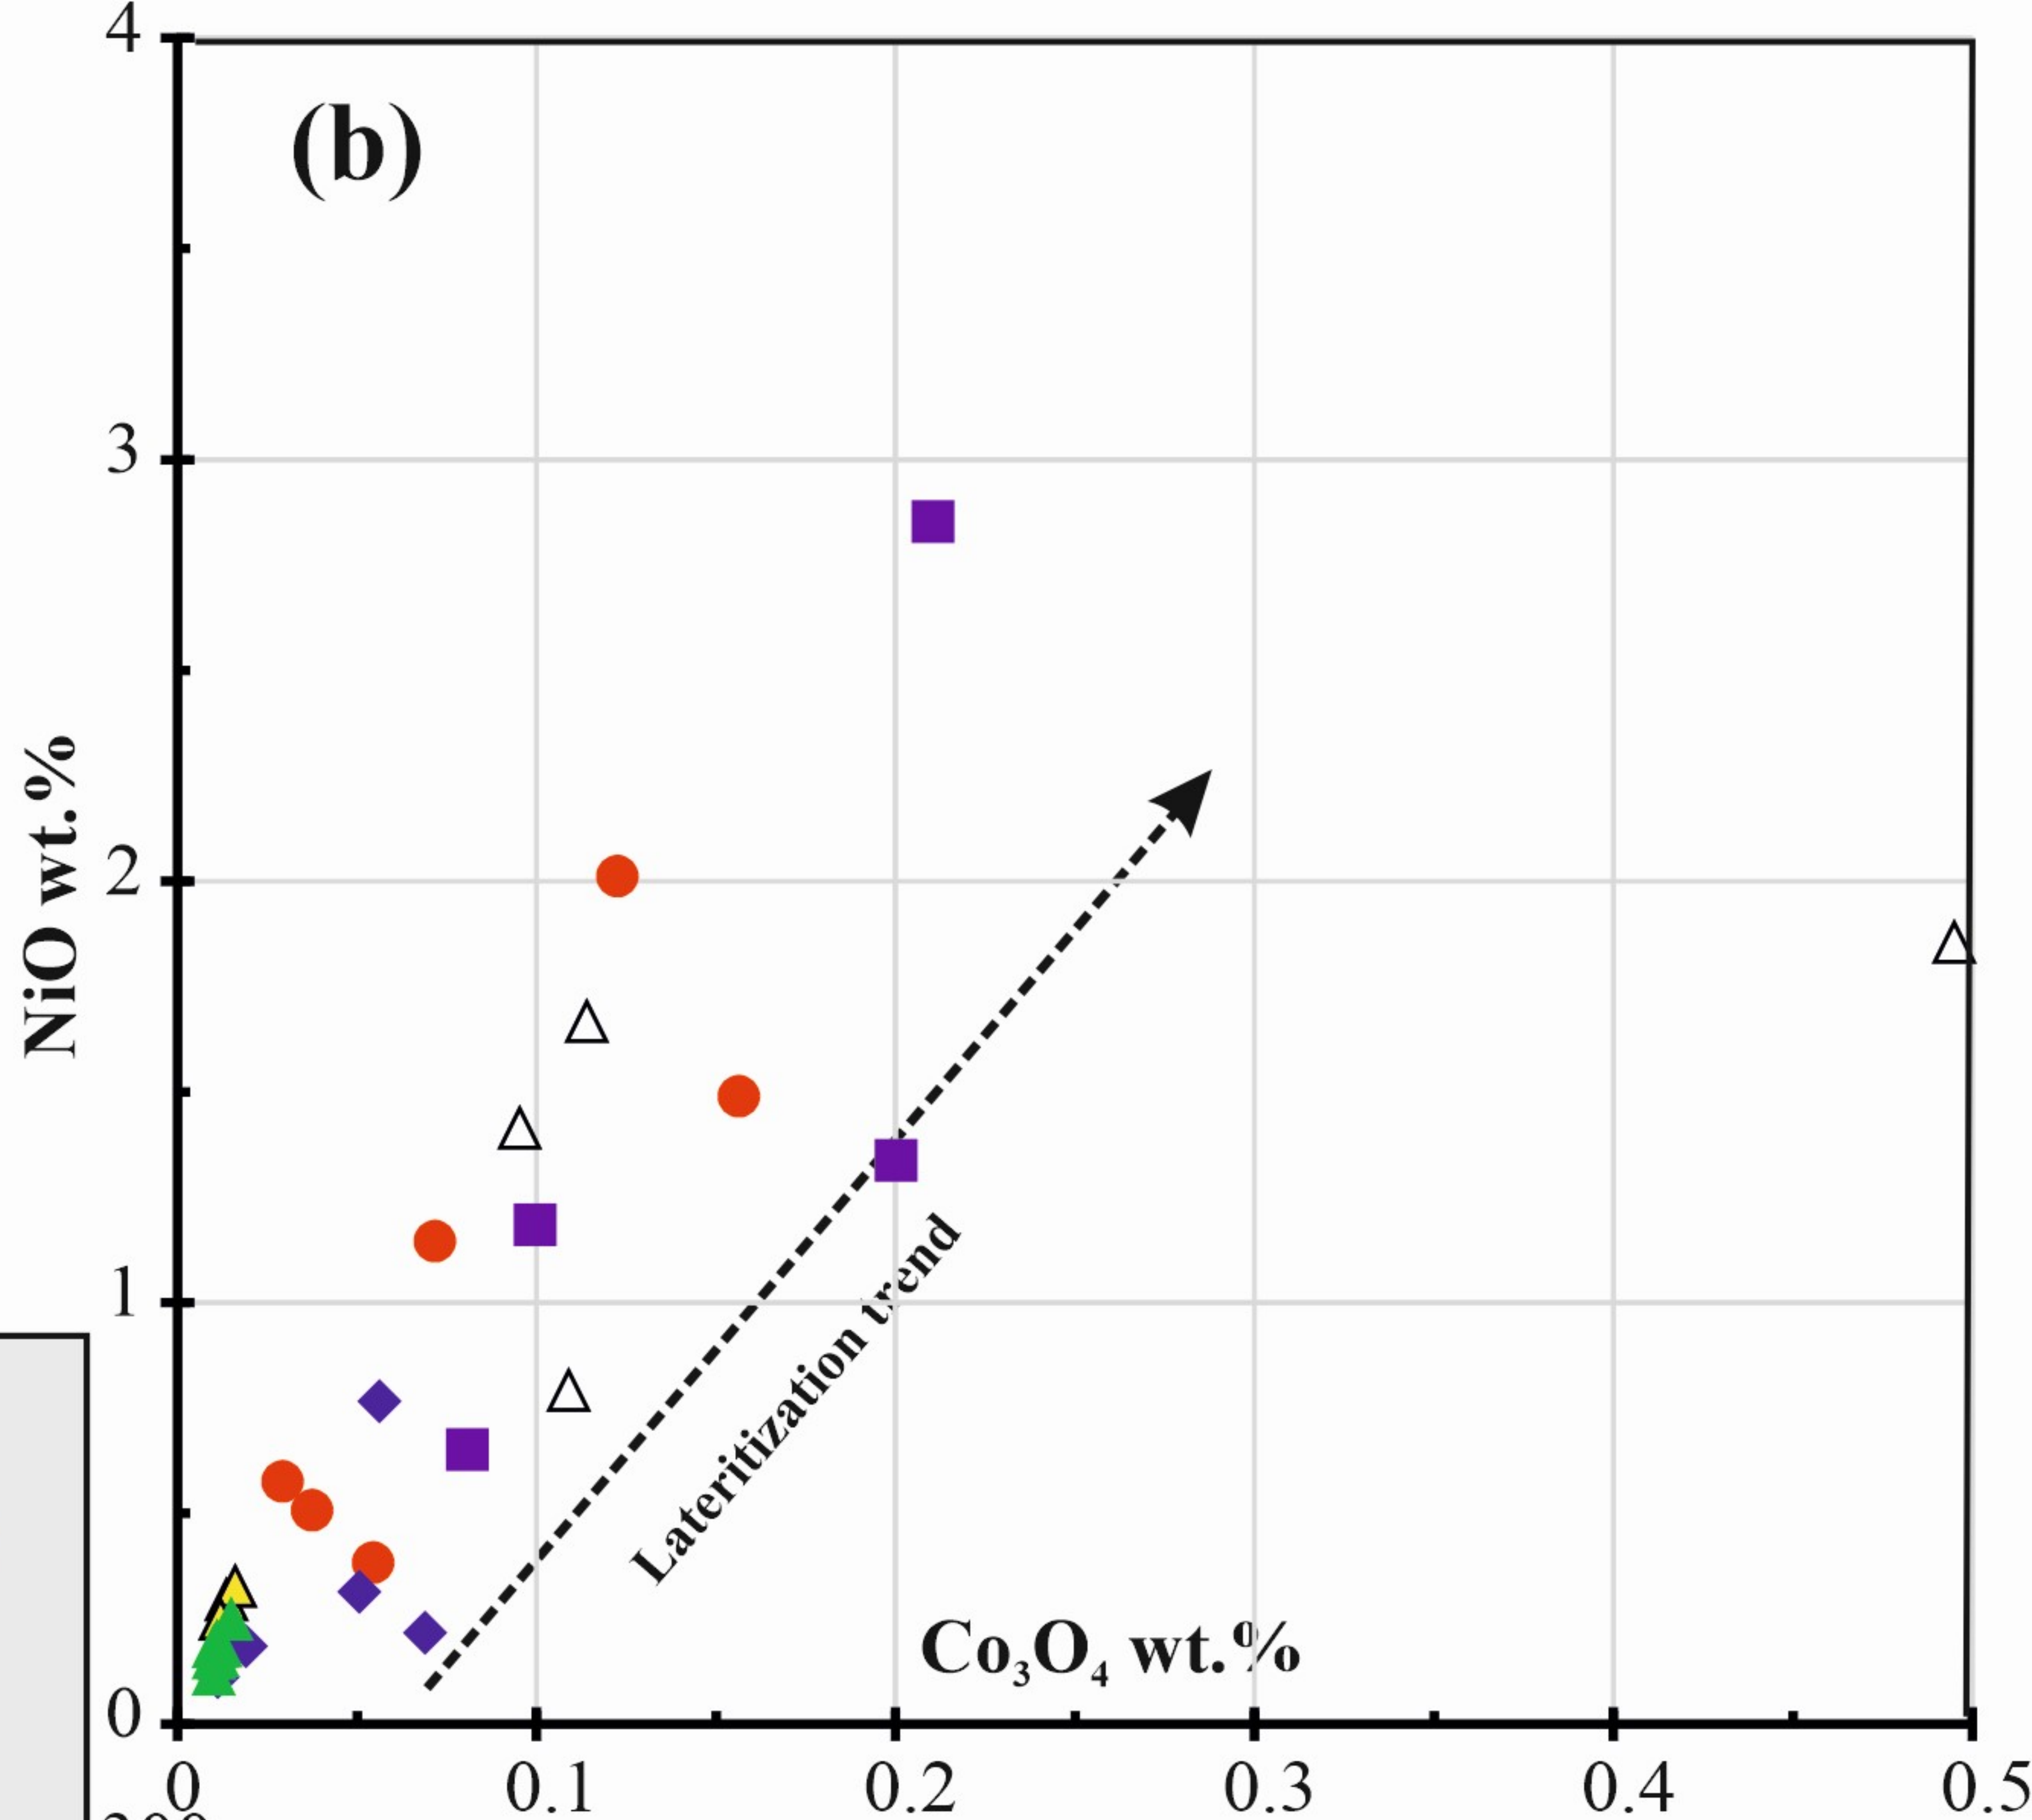 4
(b)
3
NiO wt.%
2
1
Lateritization trend
Co₃O₄ wt.%
0
0 0.1 0.2 0.3 0.4 0.5